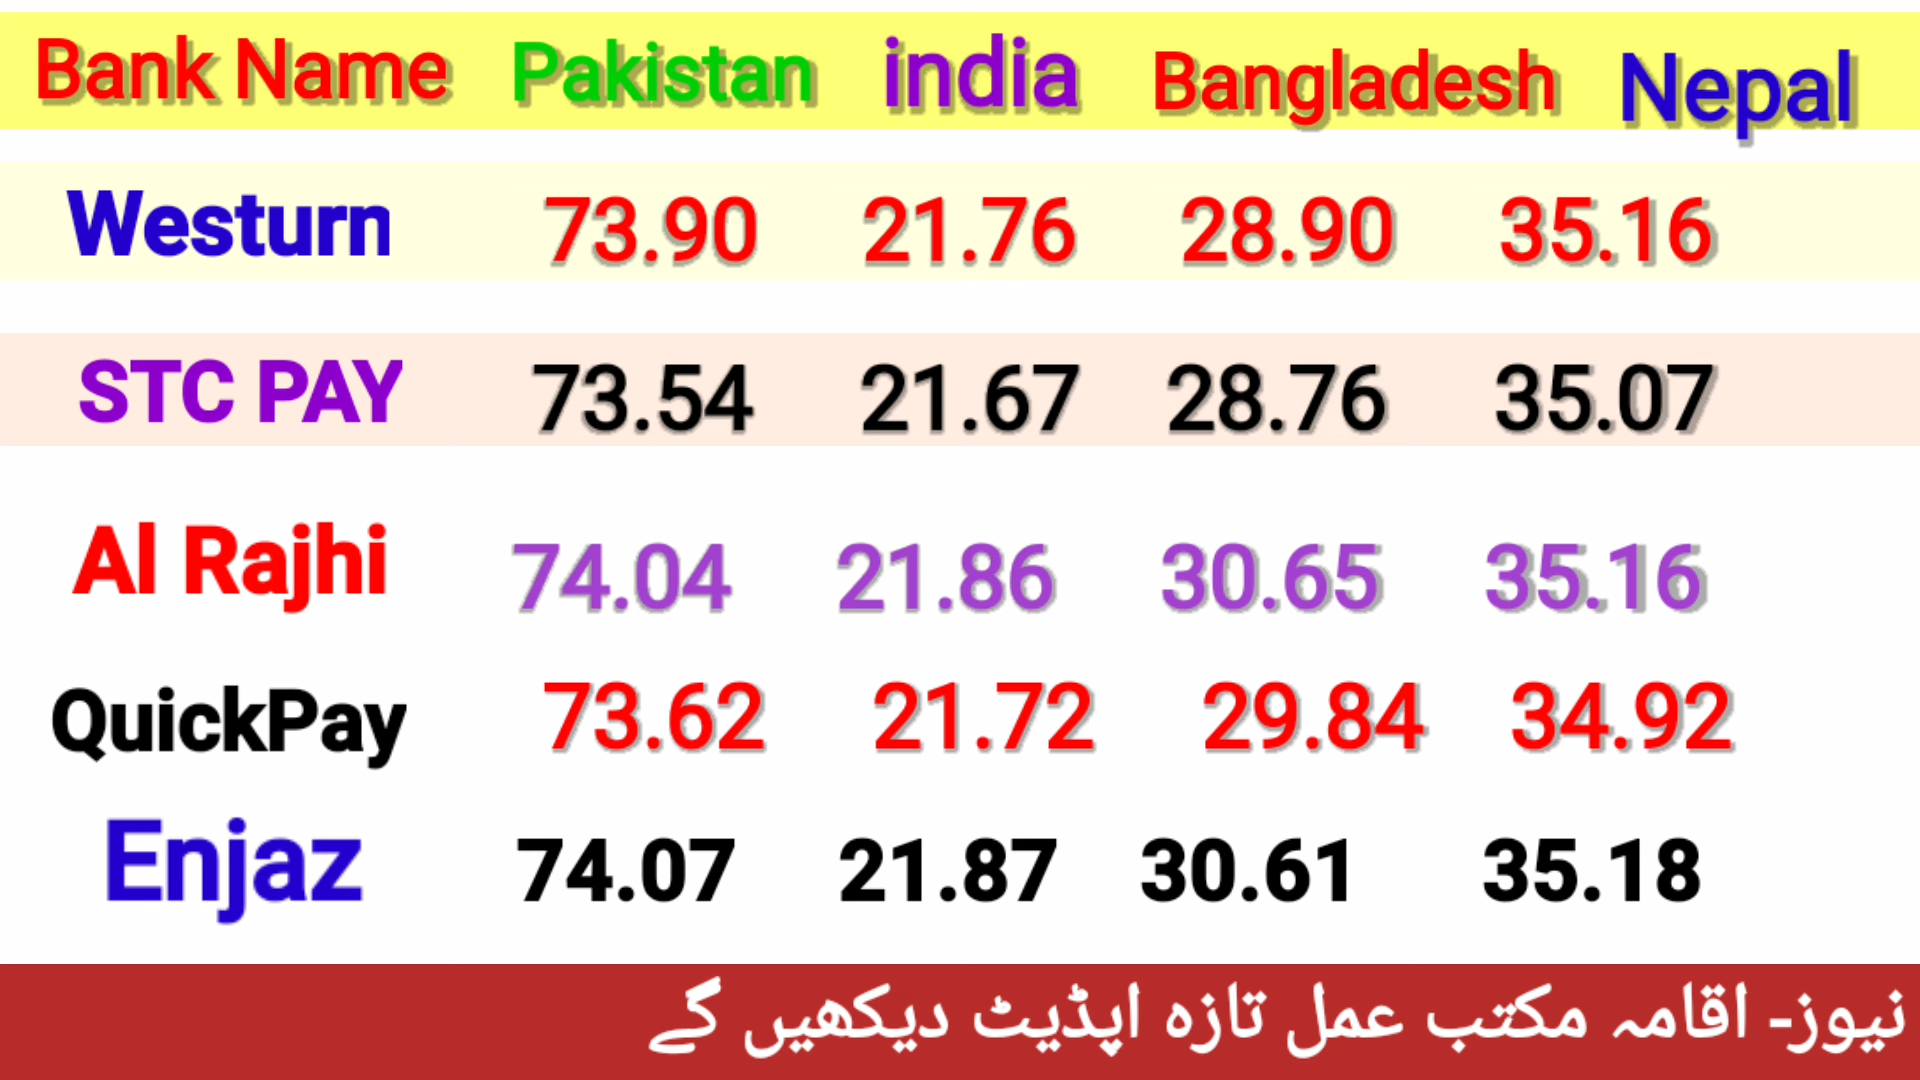 Bank Name Pakistan india Bangladesh Nepal
Westurn 73.90 21.76 28.90 35.16
STC PAY 73.54 21.67 28.76 35.07
Al Rajhi 74.04 21.86 30.65 35.16
QuickPay 73.62 21.72 29.84 34.92
Enjaz 74.07 21.87 30.61 35.18
نیوز- اقامہ مکتب عمل تازہ اپڈیٹ دیکھیں گے